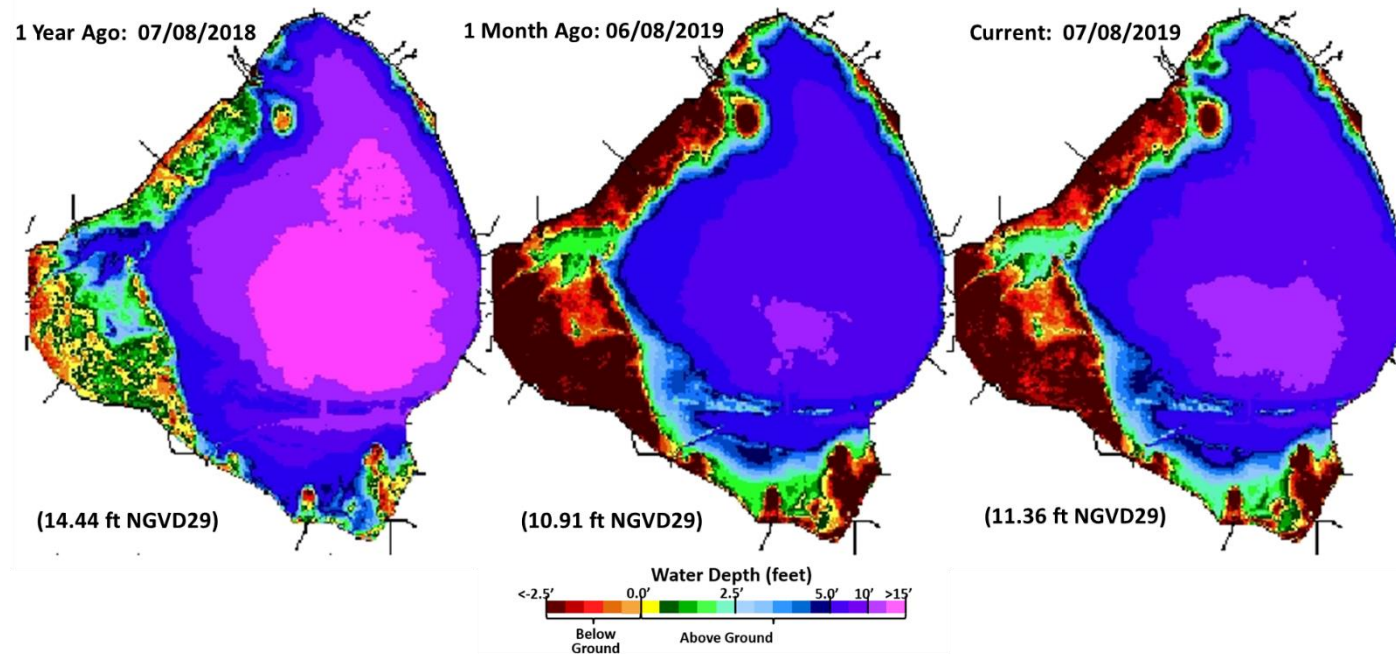 1 Year Ago: 07/08/2018
1 Month Ago: 06/08/2019
Current: 07/08/2019
(14.44 ft NGVD29)
(10.91 ft NGVD29)
(11.36 ft NGVD29)
Water Depth (feet)
<-2.5' 0.0' 2.5' 5.0' 10' >15'
Below Ground
Above Ground